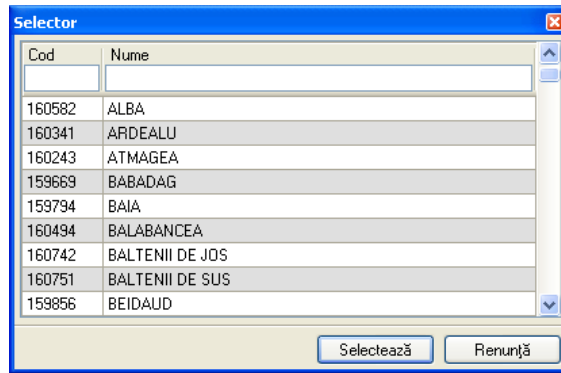 Selector
Cod Nume
160582 ALBA
160341 ARDEALU
160243 ATMAGEA
159669 BABADAG
159794 BAIA
160494 BALABANCEA
160742 BALTENII DE JOS
160751 BALTENII DE SUS
159856 BEIDAUD
Selectează Renunţă